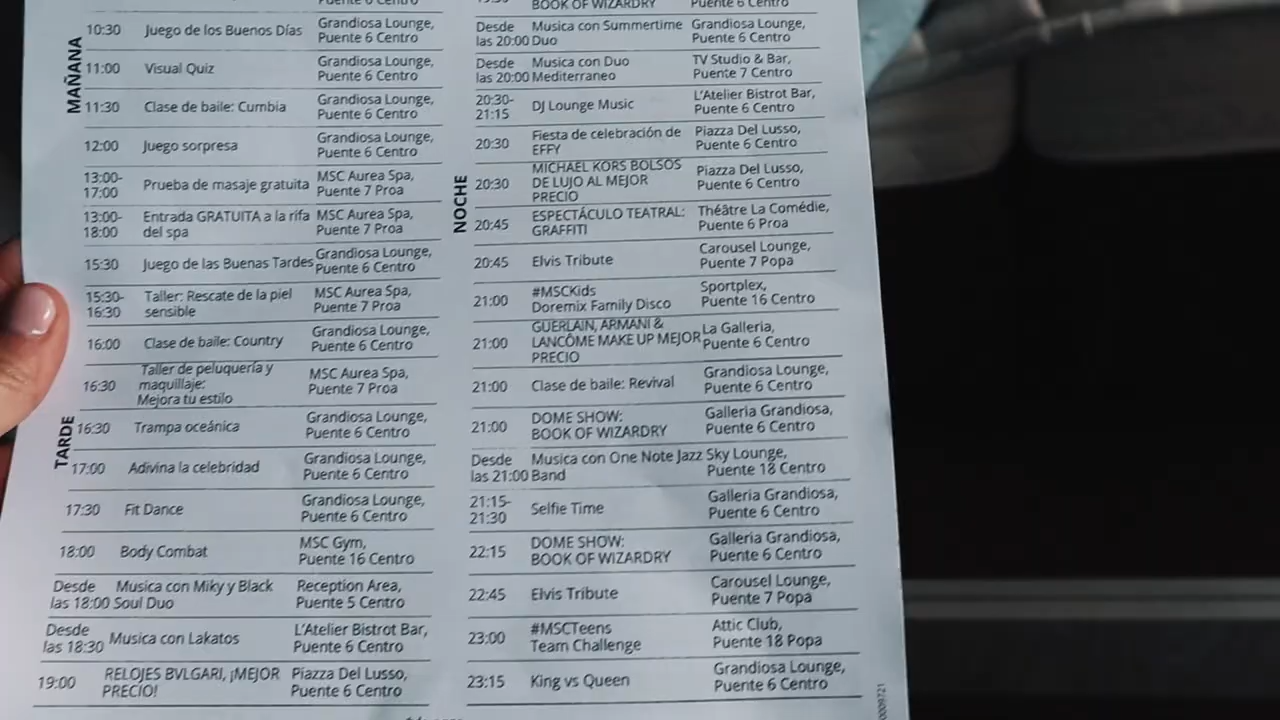 Puente 6 Centro
MAÑANA
10:30 Juego de los Buenos Días Grandiosa Lounge,
Puente 6 Centro
11:00 Visual Quiz Grandiosa Lounge,
Puente 6 Centro
11:30 Clase de baile: Cumbia Grandiosa Lounge,
Puente 6 Centro
12:00 Juego sorpresa Grandiosa Lounge,
Puente 6 Centro
13:00- Prueba de masaje gratuita MSC Aurea Spa,
17:00 Puente 7 Proa
13:00- Entrada GRATUITA a la rifa MSC Aurea Spa,
18:00 del spa Puente 7 Proa
TARDE
15:30 Juego de las Buenas Tardes Grandiosa Lounge,
Puente 6 Centro
15:30- Taller: Rescate de la piel MSC Aurea Spa,
16:30 sensible Puente 7 Proa
16:00 Clase de baile: Country Grandiosa Lounge,
Puente 6 Centro
Taller de peluquería y
16:30 maquillaje: MSC Aurea Spa,
Mejora tu estilo Puente 7 Proa
16:30 Trampa oceánica Grandiosa Lounge,
Puente 6 Centro
17:00 Adivina la celebridad Grandiosa Lounge,
Puente 6 Centro
17:30 Fit Dance Grandiosa Lounge,
Puente 6 Centro
18:00 Body Combat MSC Gym,
Puente 16 Centro
Desde Musica con Miky y Black Reception Area,
las 18:00 Soul Duo Puente 5 Centro
Desde Musica con Lakatos L'Atelier Bistrot Bar,
las 18:30 Puente 6 Centro
19:00 RELOJES BVLGARI, ¡MEJOR Piazza Del Lusso,
PRECIO! Puente 6 Centro
BOOK OF WIZARDRY Puente 6 Centro
Desde Musica con Summertime Grandiosa Lounge,
las 20:00 Duo Puente 6 Centro
Desde Musica con Duo TV Studio & Bar,
las 20:00 Mediterraneo Puente 7 Centro
20:30- DJ Lounge Music L'Atelier Bistrot Bar,
21:15 Puente 6 Centro
20:30 Fiesta de celebración de Piazza Del Lusso,
EFFY Puente 6 Centro
NOCHE
MICHAEL KORS BOLSOS
20:30 DE LUJO AL MEJOR Piazza Del Lusso,
PRECIO Puente 6 Centro
20:45 ESPECTÁCULO TEATRAL: Théâtre La Comédie,
GRAFFITI Puente 6 Proa
20:45 Elvis Tribute Carousel Lounge,
Puente 7 Popa
21:00 #MSCKids Sportplex,
Doremix Family Disco Puente 16 Centro
GUERLAIN, ARMANI &
21:00 LANCÔME MAKE UP MEJOR La Galleria,
PRECIO Puente 6 Centro
21:00 Clase de baile: Revival Grandiosa Lounge,
Puente 6 Centro
21:00 DOME SHOW: Galleria Grandiosa,
BOOK OF WIZARDRY Puente 6 Centro
Desde Musica con One Note Jazz Sky Lounge,
las 21:00 Band Puente 18 Centro
21:15- Selfie Time Galleria Grandiosa,
21:30 Puente 6 Centro
22:15 DOME SHOW: Galleria Grandiosa,
BOOK OF WIZARDRY Puente 6 Centro
22:45 Elvis Tribute Carousel Lounge,
Puente 7 Popa
23:00 #MSCTeens Attic Club,
Team Challenge Puente 18 Popa
23:15 King vs Queen Grandiosa Lounge,
Puente 6 Centro